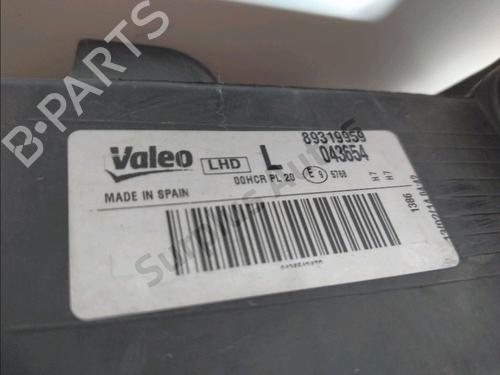 B-PARTS
89319959
Valeo LHD L 043654
00HCR PL 20 E 9 5768 H7 H7
MADE IN SPAIN
1386